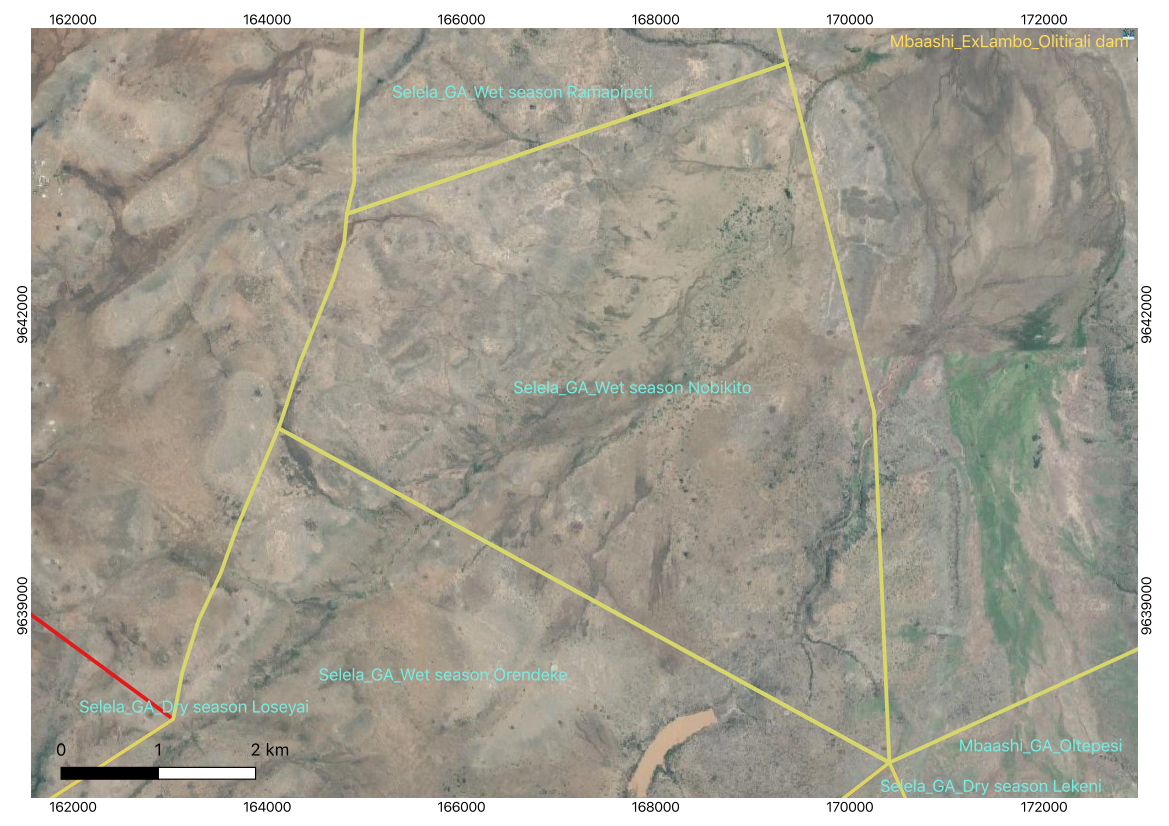 162000 164000 166000 168000 170000 172000
Mbaashi_ExLambo_Olitirali dam
Selela_GA_Wet season Ramapipeti
9642000 9642000
Selela_GA_Wet season Nobikito
9639000 9639000
Selela_GA_Wet season Orendeke
Selela_GA_Dry season Loseyai
0 1 2 km
Mbaashi_GA_Oltepesi
Selela_GA_Dry season Lekeni
162000 164000 166000 168000 170000 172000